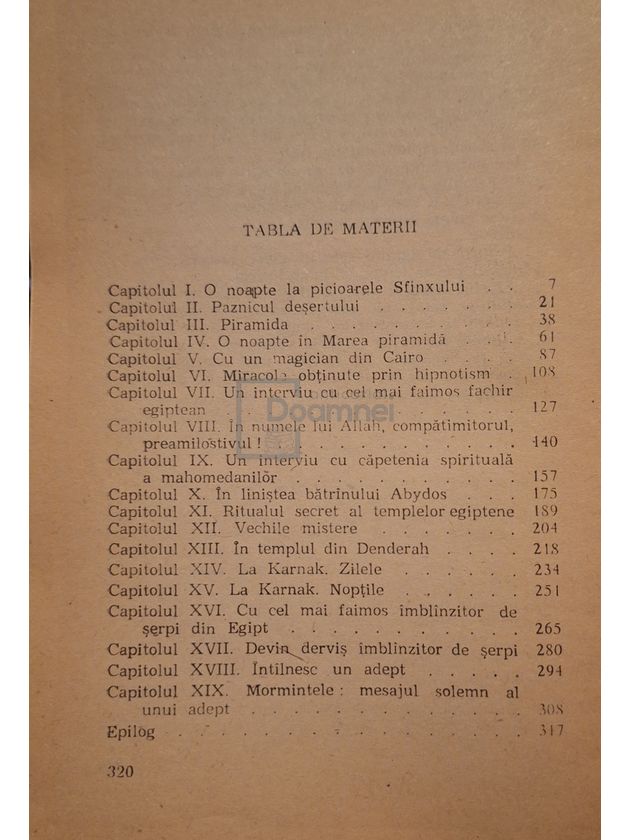 TABLA DE MATERII
Capitolul I. O noapte la picioarele Sfinxului . . 7
Capitolul II. Paznicul deșertului . . . . . . 21
Capitolul III. Piramida . . . . . . . . . 38
Capitolul IV. O noapte în Marea piramidă . . . 61
Capitolul V. Cu un magician din Cairo . . . . 87
Capitolul VI. Miracole obținute prin hipnotism . 108
Capitolul VII. Un interviu cu cel mai faimos fachir
egiptean . . . . . . . . . . . . . 127
Capitolul VIII. În numele lui Allah, compătimitorul,
preamilostivul ! . . . . . . . . . . . 140
Capitolul IX. Un interviu cu căpetenia spirituală
a mahomedanilor . . . . . . . . . . 157
Capitolul X. În liniștea bătrînului Abydos . . . 175
Capitolul XI. Ritualul secret al templelor egiptene 189
Capitolul XII. Vechile mistere . . . . . . 204
Capitolul XIII. În templul din Denderah . . . . 218
Capitolul XIV. La Karnak. Zilele . . . . . 234
Capitolul XV. La Karnak. Nopțile . . . . . 251
Capitolul XVI. Cu cel mai faimos îmblînzitor de
șerpi din Egipt . . . . . . . . . . 265
Capitolul XVII. Devin derviș îmblînzitor de șerpi 280
Capitolul XVIII. Întîlnesc un adept . . . . . 294
Capitolul XIX. Mormintele : mesajul solemn al
unui adept . . . . . . . . . . . . 308
Epilog . . . . . . . . . . . . . . . 317
320
Doamnei